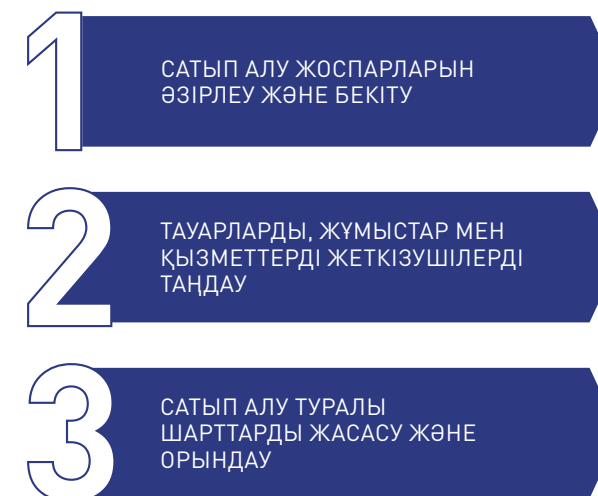 1
САТЫП АЛУ ЖОСПАРЛАРЫН
ӘЗІРЛЕУ ЖӘНЕ БЕКІТУ
2
ТАУАРЛАРДЫ, ЖҰМЫСТАР МЕН
ҚЫЗМЕТТЕРДІ ЖЕТКІЗУШІЛЕРДІ
ТАҢДАУ
3
САТЫП АЛУ ТУРАЛЫ
ШАРТТАРДЫ ЖАСАСУ ЖӘНЕ
ОРЫНДАУ